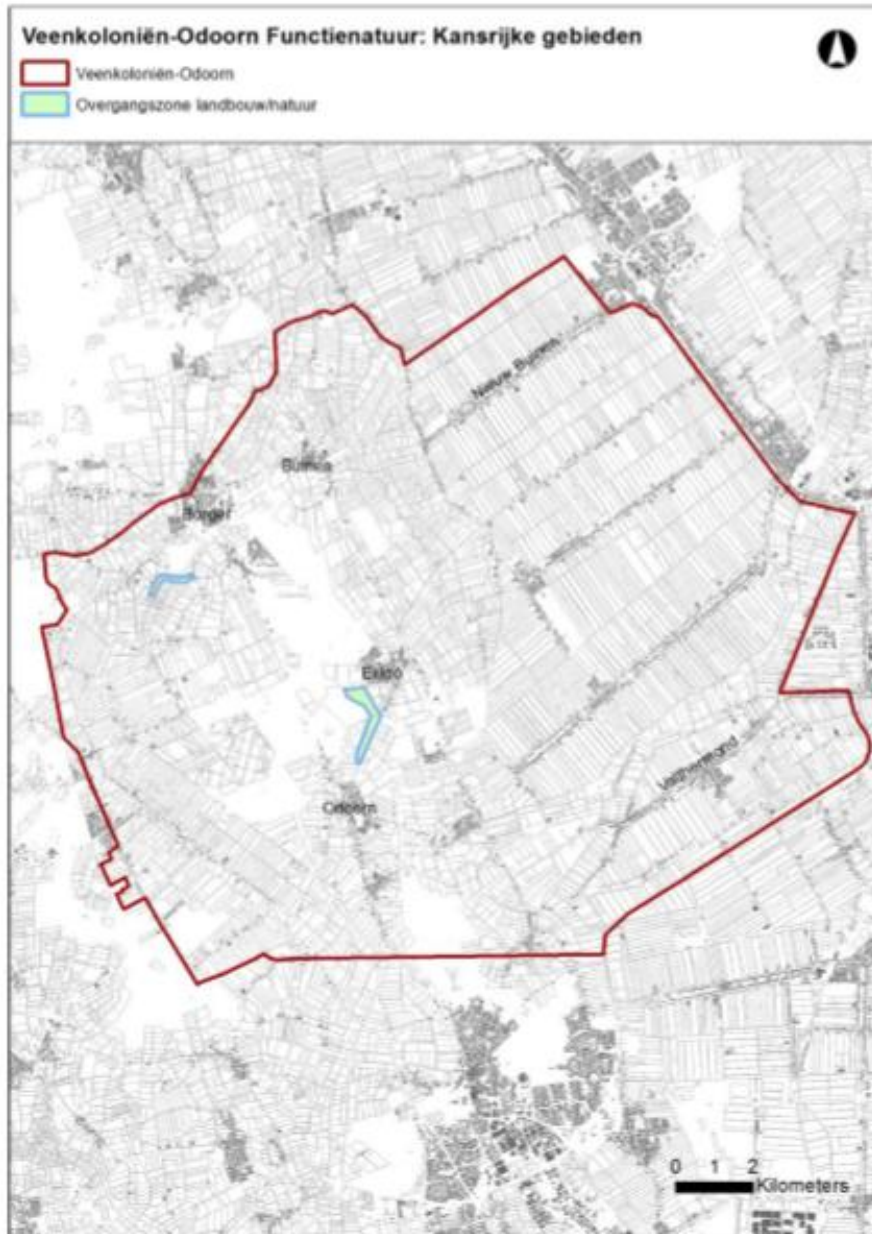 Veenkoloniën-Odoorn Functienatuur: Kansrijke gebieden
Veenkoloniën-Odoorn
Overgangszone landbouw/natuur
Nieuw Buinen
Buinen
Borger
Exloo
Odoorn
Valthermond
0 1 2
Kilometers